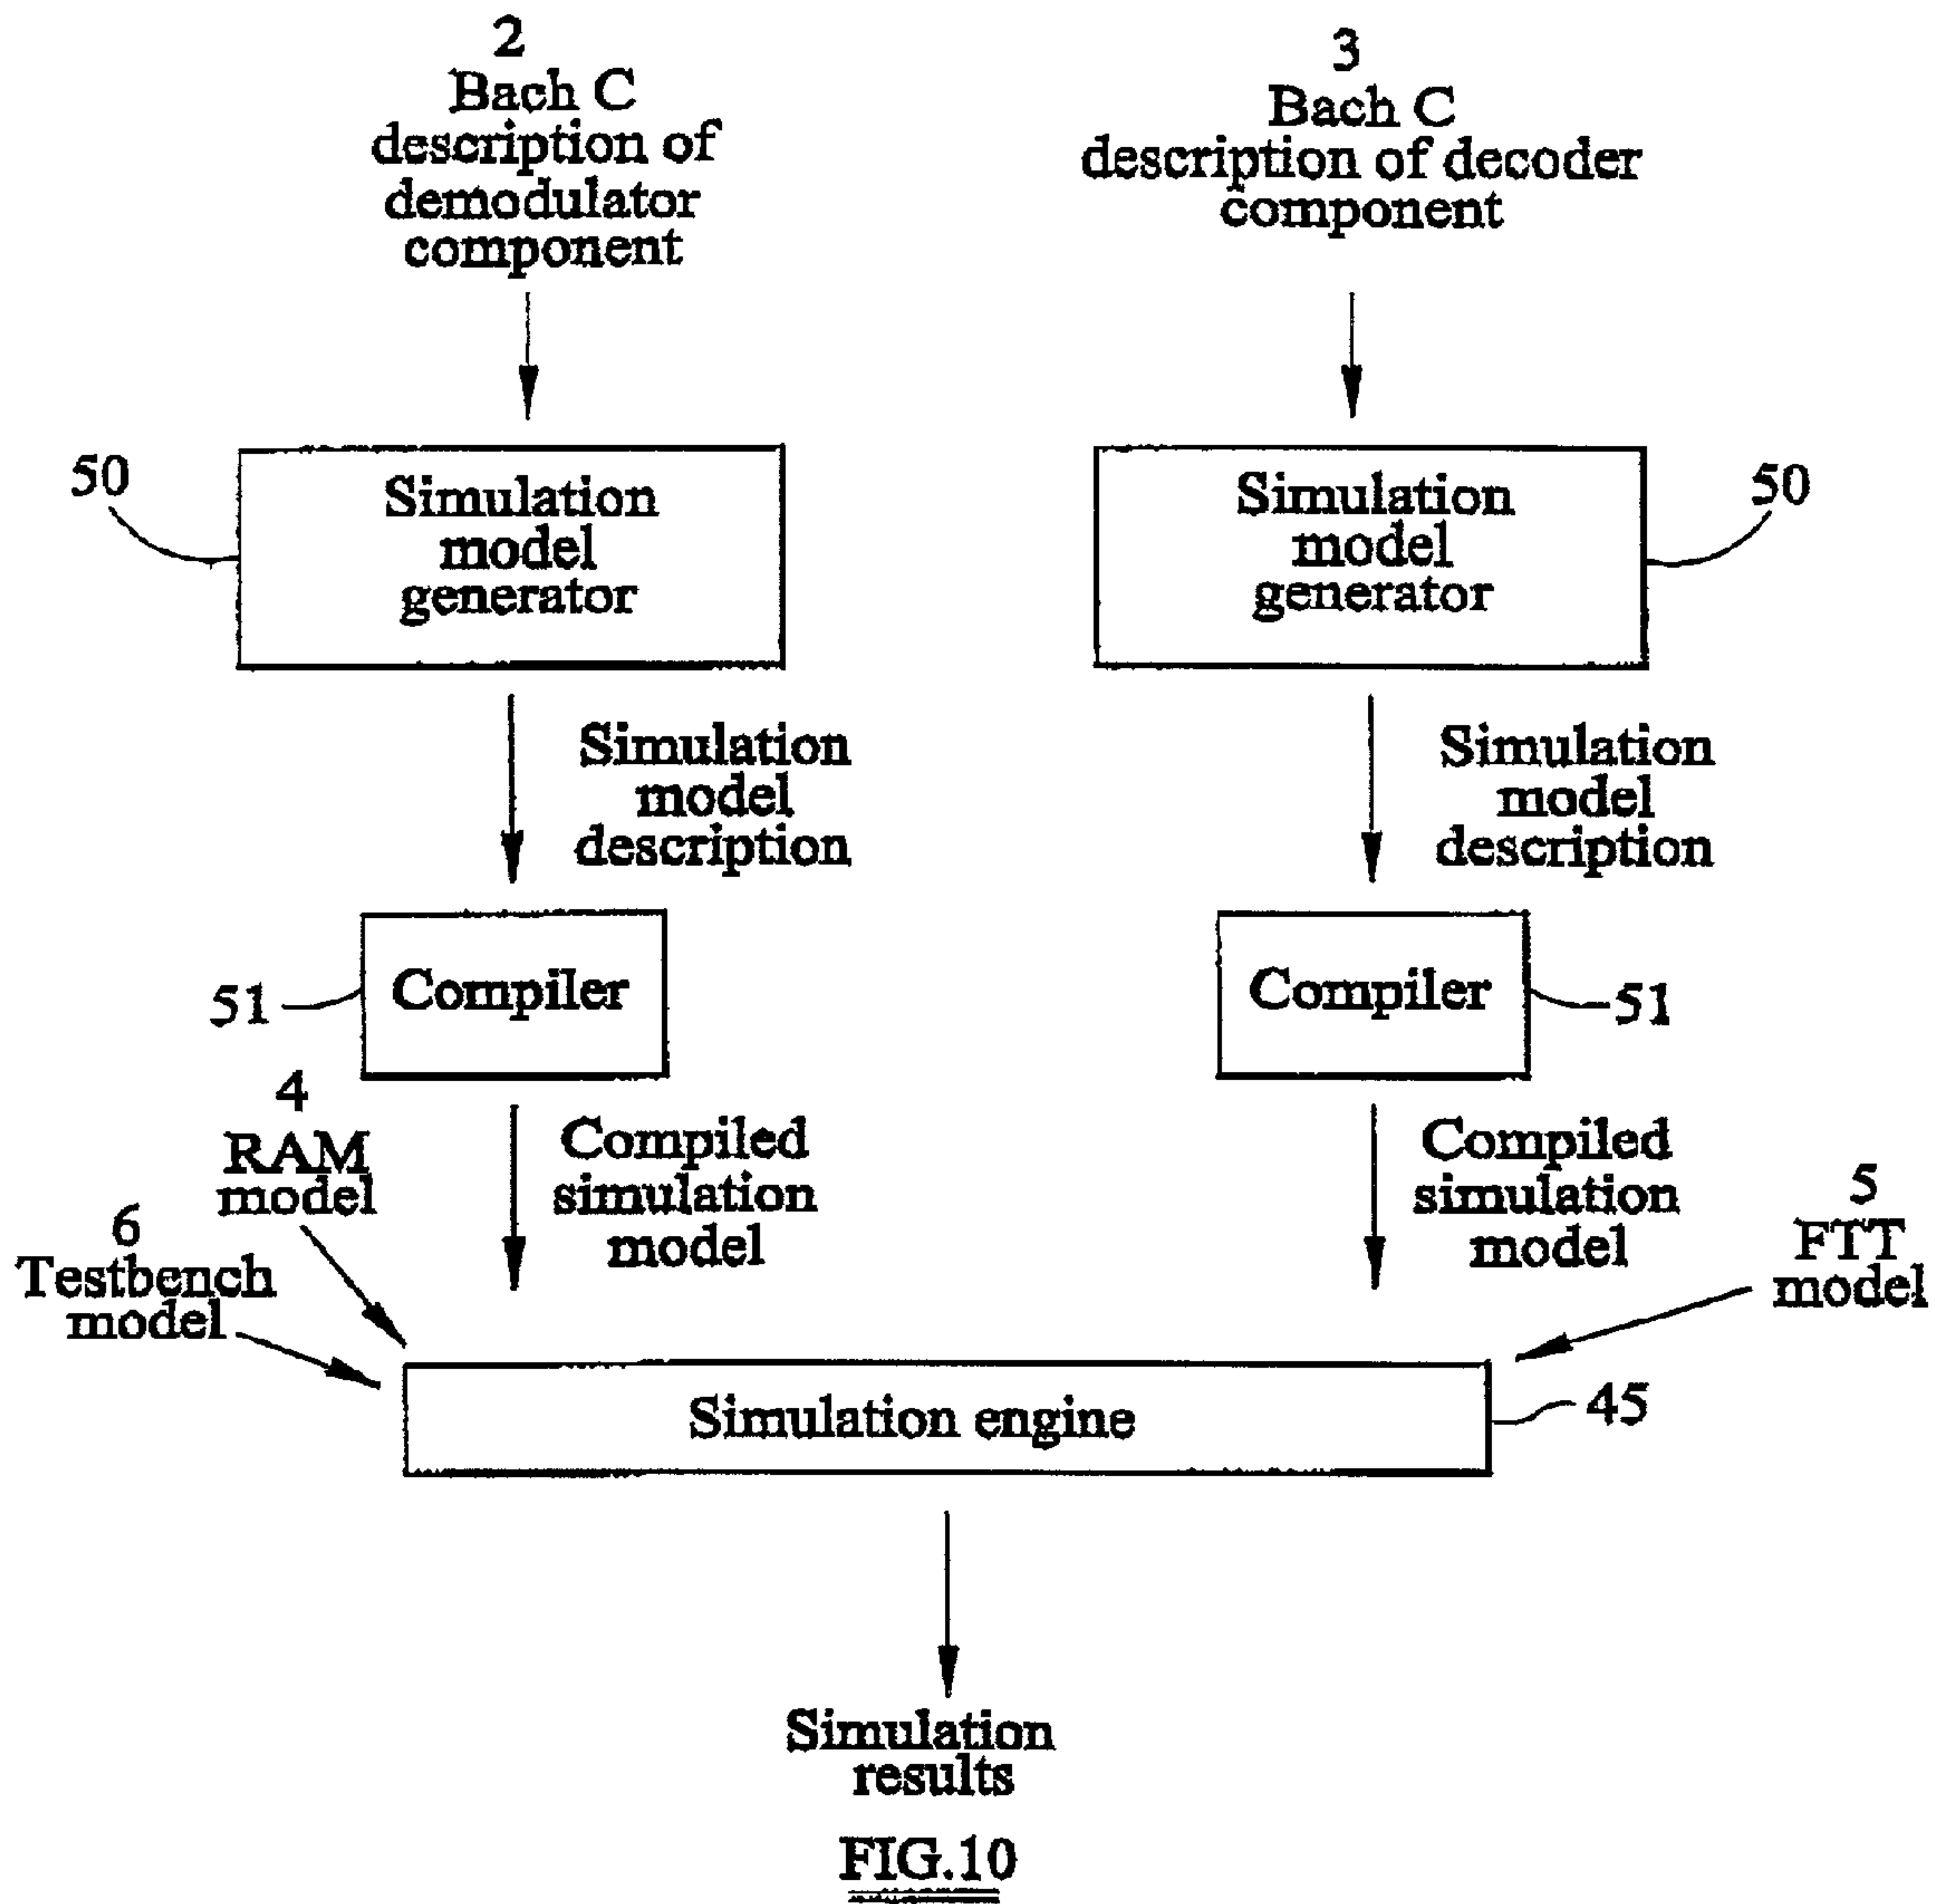 2
Bach C
description of
demodulator
component
3
Bach C
description of decoder
component
50
Simulation
model
generator
Simulation
model
generator
50
Simulation
model
description
Simulation
model
description
51
Compiler
Compiler
51
4
RAM
model
Compiled
simulation
model
Compiled
simulation
model
5
FTT
model
6
Testbench
model
Simulation engine
45
Simulation
results
FIG.10